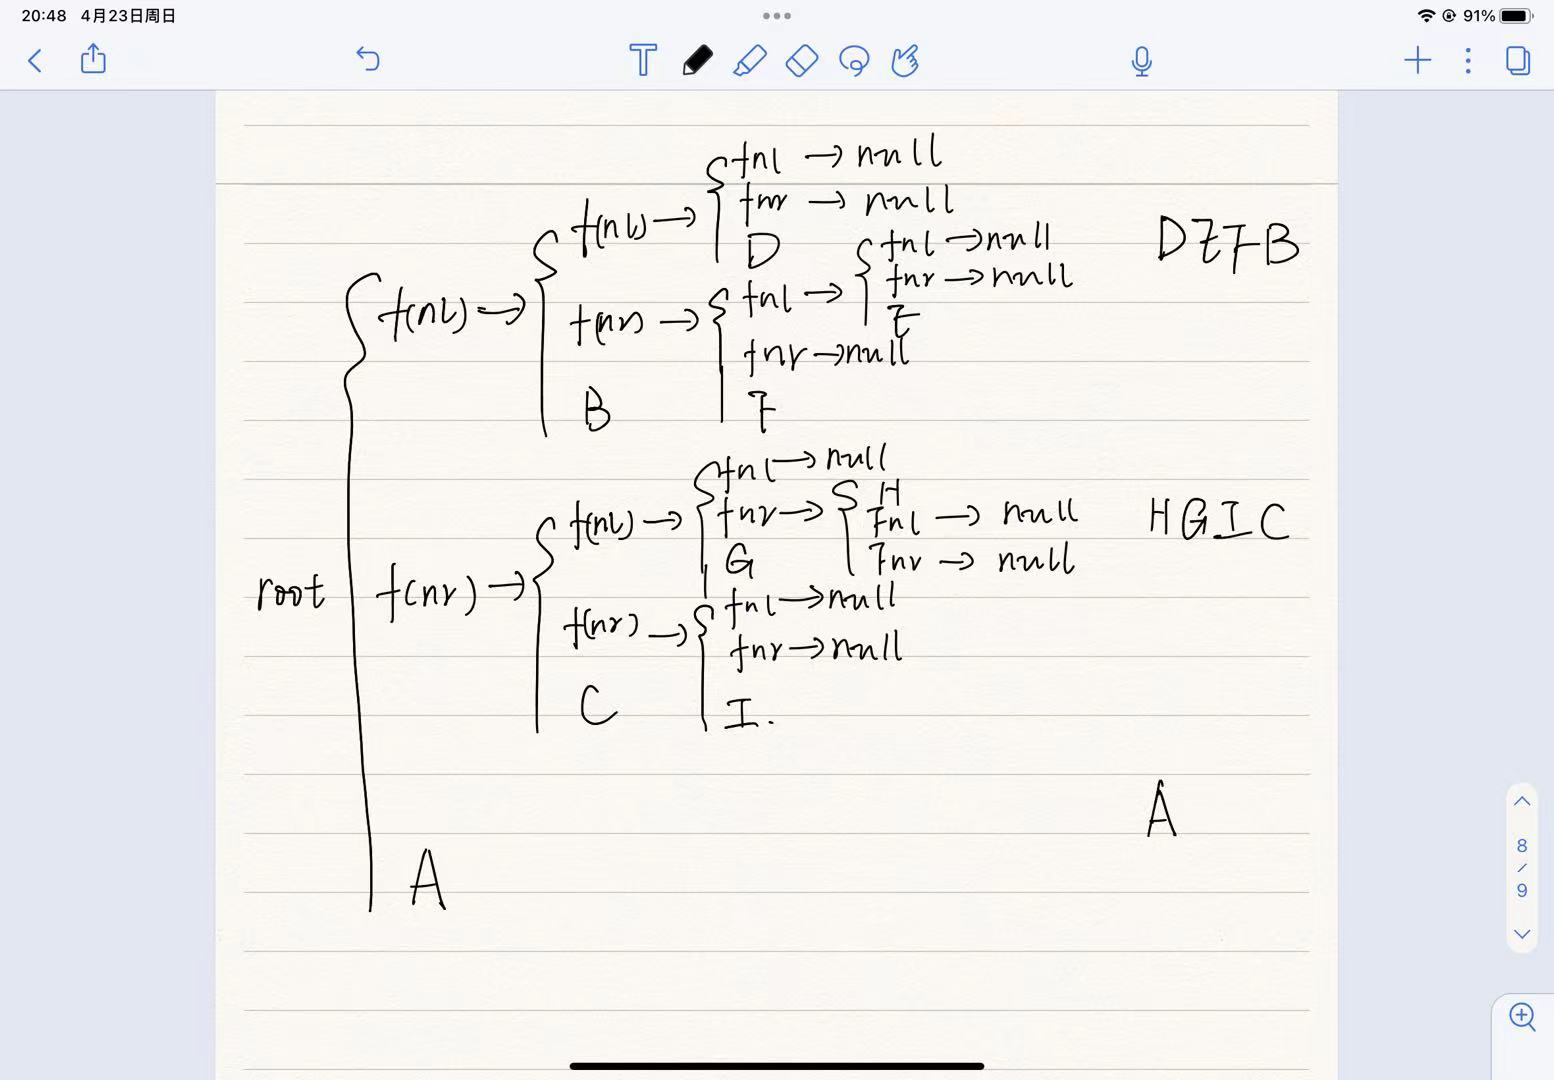 20:48 4月23日周日
91%
T
fnl → null
fnr → null
f(nl) →
D
fnl → null
DEFB
fnr → null
fnl →
E
f(nl) →
f(nr) →
fnr → null
B
F
fnl → null
H
f(nl) →
fnr →
fnl → null
HGIC
G
fnr → null
root
f(nr) →
fnl → null
f(nr) →
fnr → null
C
I.
A
8
/
9
A